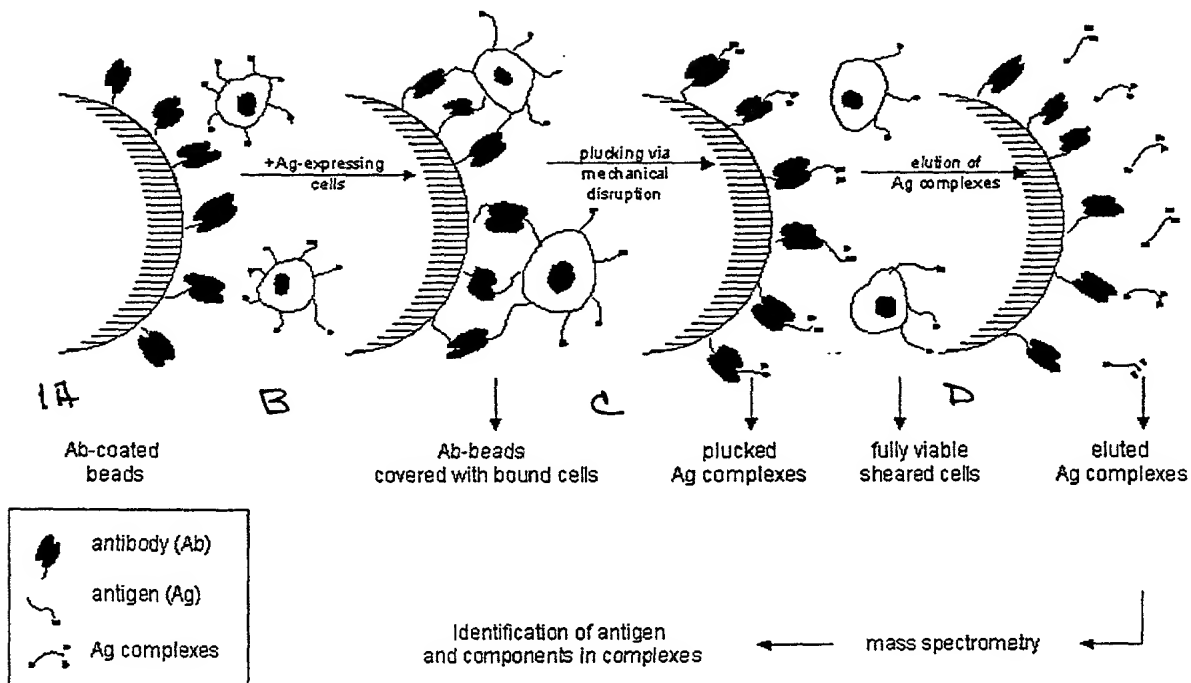 +Ag-expressing
cells
plucking via
mechanical
disruption
elution of
Ag complexes
1A
B
C
D
Ab-coated
beads
Ab-beads
covered with bound cells
plucked
Ag complexes
fully viable
sheared cells
eluted
Ag complexes
antibody (Ab)
antigen (Ag)
Ag complexes
Identification of antigen
and components in complexes
mass spectrometry